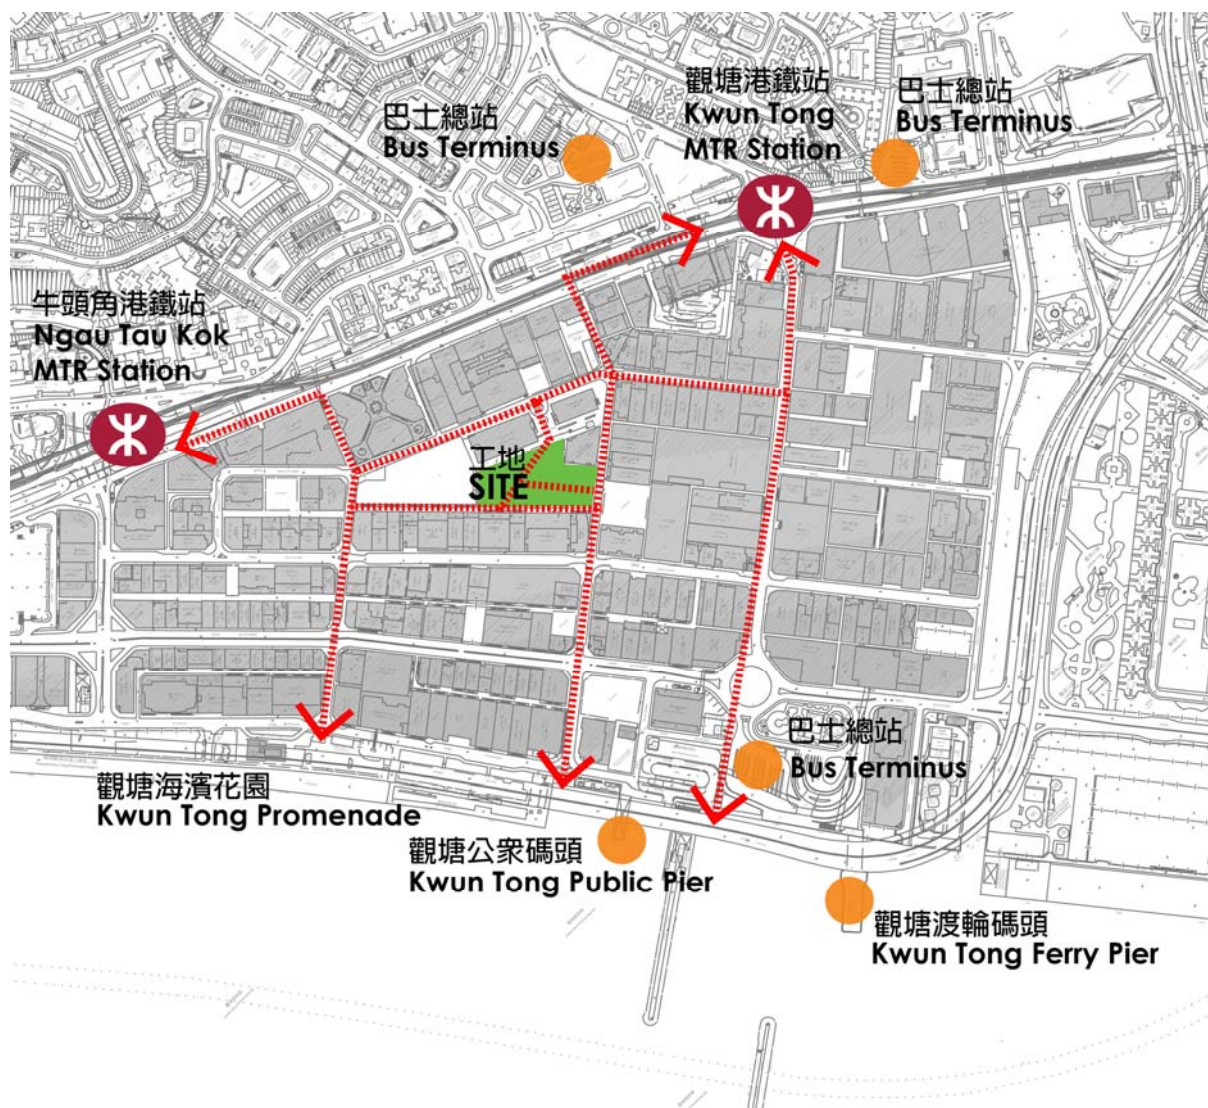 觀塘港鐵站
Kwun Tong
MTR Station
巴士總站
Bus Terminus
巴士總站
Bus Terminus
牛頭角港鐵站
Ngau Tau Kok
MTR Station
工地
SITE
巴士總站
Bus Terminus
觀塘海濱花園
Kwun Tong Promenade
觀塘公衆碼頭
Kwun Tong Public Pier
觀塘渡輪碼頭
Kwun Tong Ferry Pier